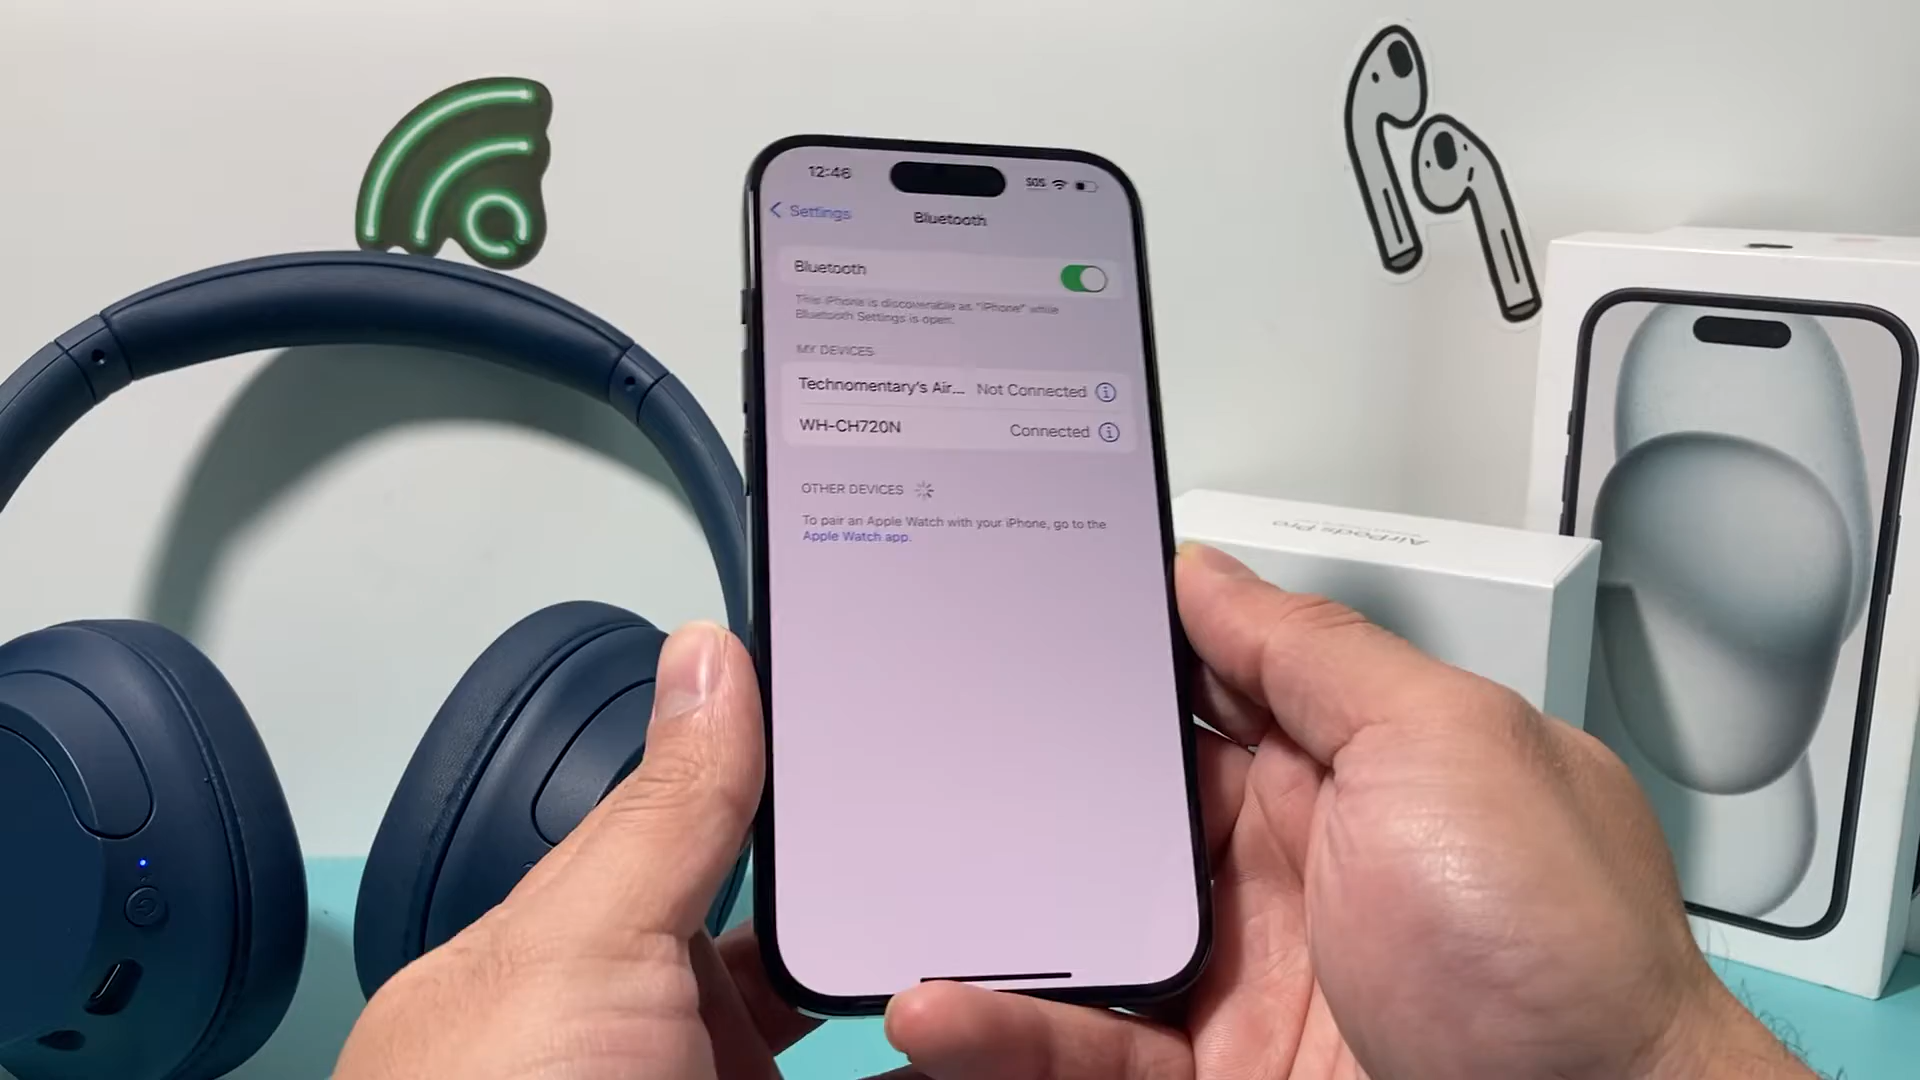 12:46
SOS
Settings
Bluetooth
Bluetooth
This iPhone is discoverable as "iPhone" while
Bluetooth Settings is open.
MY DEVICES
Technomentary's Air... Not Connected
WH-CH720N Connected
OTHER DEVICES
To pair an Apple Watch with your iPhone, go to the
Apple Watch app.
AirPods Pro